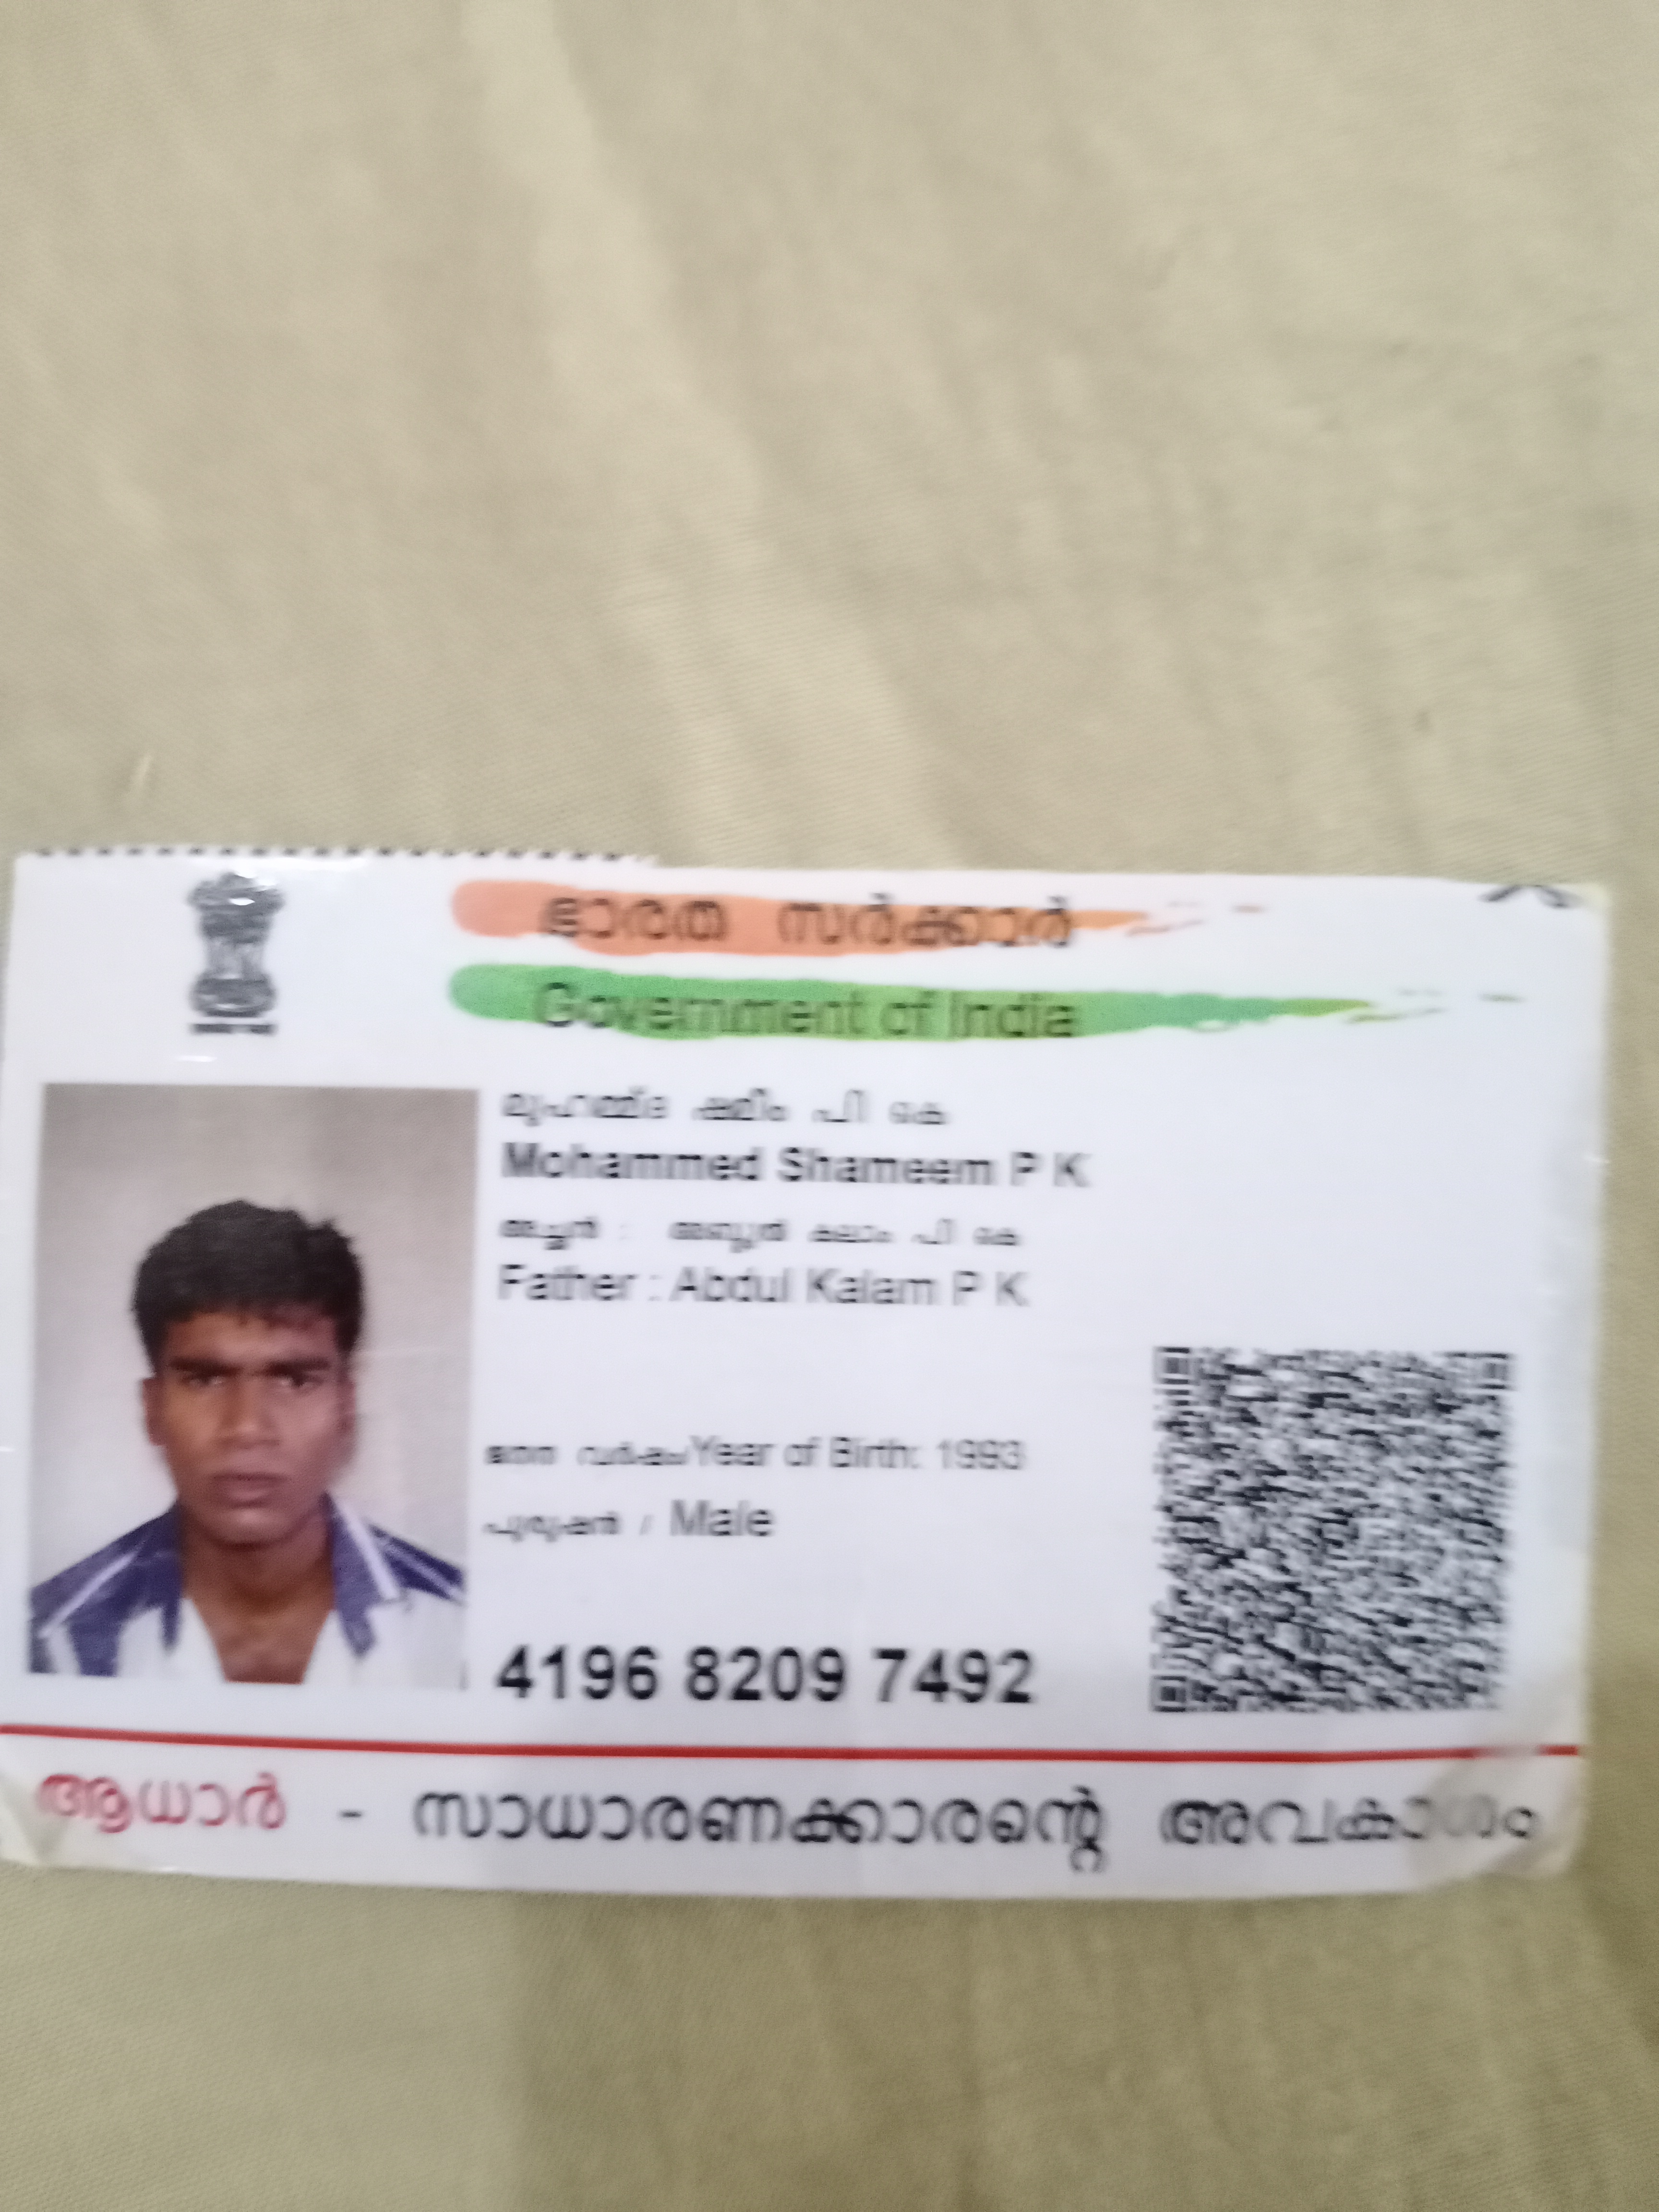 ഭാരത സർക്കാർ
Government of India
മുഹമ്മദ് ഷമീം പി കെ
Mohammed Shameem P K
അച്ഛൻ : അബ്ദുൽ കലാം പി കെ
Father : Abdul Kalam P K
ജനന വർഷം/Year of Birth: 1993
പുരുഷൻ / Male
4196 8209 7492
ആധാർ - സാധാരണക്കാരന്റെ അവകാശം